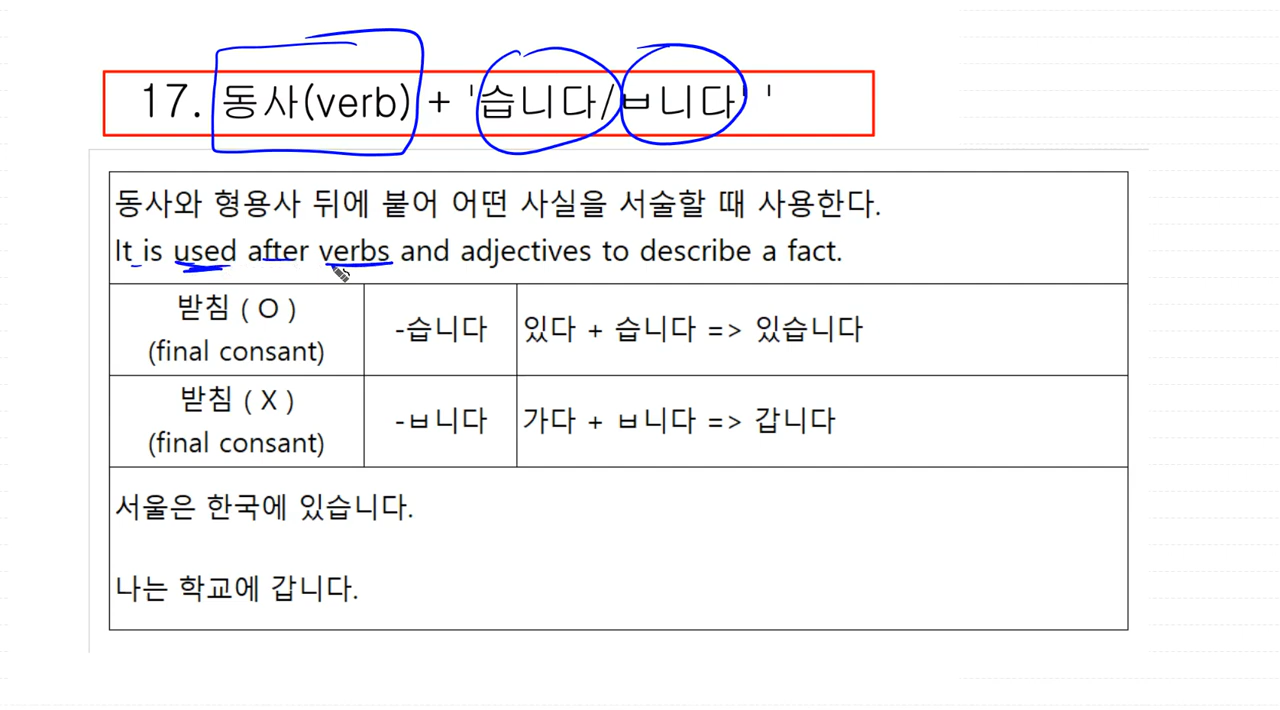 17. 동사(verb) + '습니다/ㅂ니다' '
동사와 형용사 뒤에 붙어 어떤 사실을 서술할 때 사용한다.
It is used after verbs and adjectives to describe a fact.
받침 ( O )
(final consant)
-습니다
있다 + 습니다 => 있습니다
받침 ( X )
(final consant)
-ㅂ니다
가다 + ㅂ니다 => 갑니다
서울은 한국에 있습니다.
나는 학교에 갑니다.